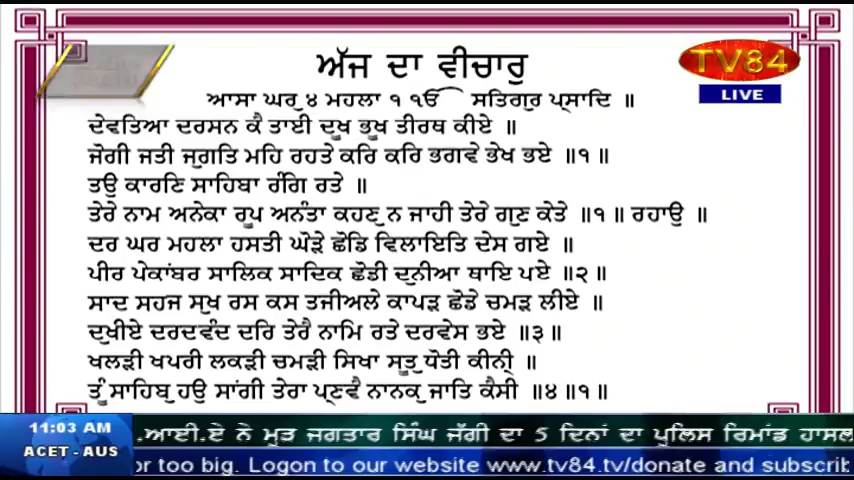 ਅੱਜ ਦਾ ਵੀਚਾਰੁ
TV84
LIVE
ਆਸਾ ਘਰੁ ੪ ਮਹਲਾ ੧ ੴ ਸਤਿਗੁਰ ਪ੍ਰਸਾਦਿ ॥
ਦੇਵਤਿਆ ਦਰਸਨ ਕੈ ਤਾਈ ਦੂਖ ਭੂਖ ਤੀਰਥ ਕੀਏ ॥
ਜੋਗੀ ਜਤੀ ਜੁਗਤਿ ਮਹਿ ਰਹਤੇ ਕਰਿ ਕਰਿ ਭਗਵੇ ਭੇਖ ਭਏ ॥੧॥
ਤਉ ਕਾਰਣਿ ਸਾਹਿਬਾ ਰੰਗਿ ਰਤੇ ॥
ਤੇਰੇ ਨਾਮ ਅਨੇਕਾ ਰੂਪ ਅਨੰਤਾ ਕਹਣੁ ਨ ਜਾਹੀ ਤੇਰੇ ਗੁਣ ਕੇਤੇ ॥੧॥ ਰਹਾਉ ॥
ਦਰ ਘਰ ਮਹਲਾ ਹਸਤੀ ਘੋੜੇ ਛੋਡਿ ਵਿਲਾਇਤਿ ਦੇਸ ਗਏ ॥
ਪੀਰ ਪੇਕਾਂਬਰ ਸਾਲਿਕ ਸਾਦਿਕ ਛੋਡੀ ਦੁਨੀਆ ਥਾਇ ਪਏ ॥੨॥
ਸਾਦ ਸਹਜ ਸੁਖ ਰਸ ਕਸ ਤਜੀਅਲੇ ਕਾਪੜ ਛੋਡੇ ਚਮੜ ਲੀਏ ॥
ਦੁਖੀਏ ਦਰਦਵੰਦ ਦਰਿ ਤੇਰੈ ਨਾਮਿ ਰਤੇ ਦਰਵੇਸ ਭਏ ॥੩॥
ਖਲੜੀ ਖਪਰੀ ਲਕੜੀ ਚਮੜੀ ਸਿਖਾ ਸੂਤੁ ਧੋਤੀ ਕੀਨੀ੍ ॥
ਤੂੰ ਸਾਹਿਬੁ ਹਉ ਸਾਂਗੀ ਤੇਰਾ ਪ੍ਰਣਵੈ ਨਾਨਕੁ ਜਾਤਿ ਕੈਸੀ ॥੪॥੧॥
11:03 AM
ACET - AUS
.ਆਈ.ਏ ਨੇ ਮੁੜ ਜਗਤਾਰ ਸਿੰਘ ਜੱਗੀ ਦਾ 5 ਦਿਨਾਂ ਦਾ ਪੁਲਿਸ ਰਿਮਾਂਡ ਹਾਸਲ
or too big. Logon to our website www.tv84.tv/donate and subscrib